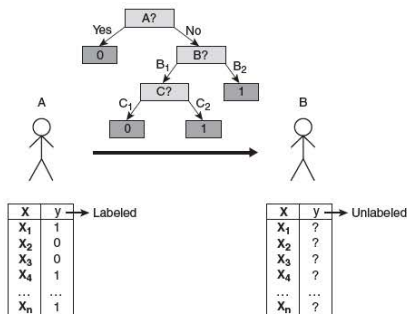 A?
Yes No
0 B?
B₁ B₂
C? 1
C₁ C₂
0 1
A B
X y Labeled
X₁ 1
X₂ 0
X₃ 0
X₄ 1
... ...
Xₙ 1
X y Unlabeled
X₁ ?
X₂ ?
X₃ ?
X₄ ?
... ...
Xₙ ?